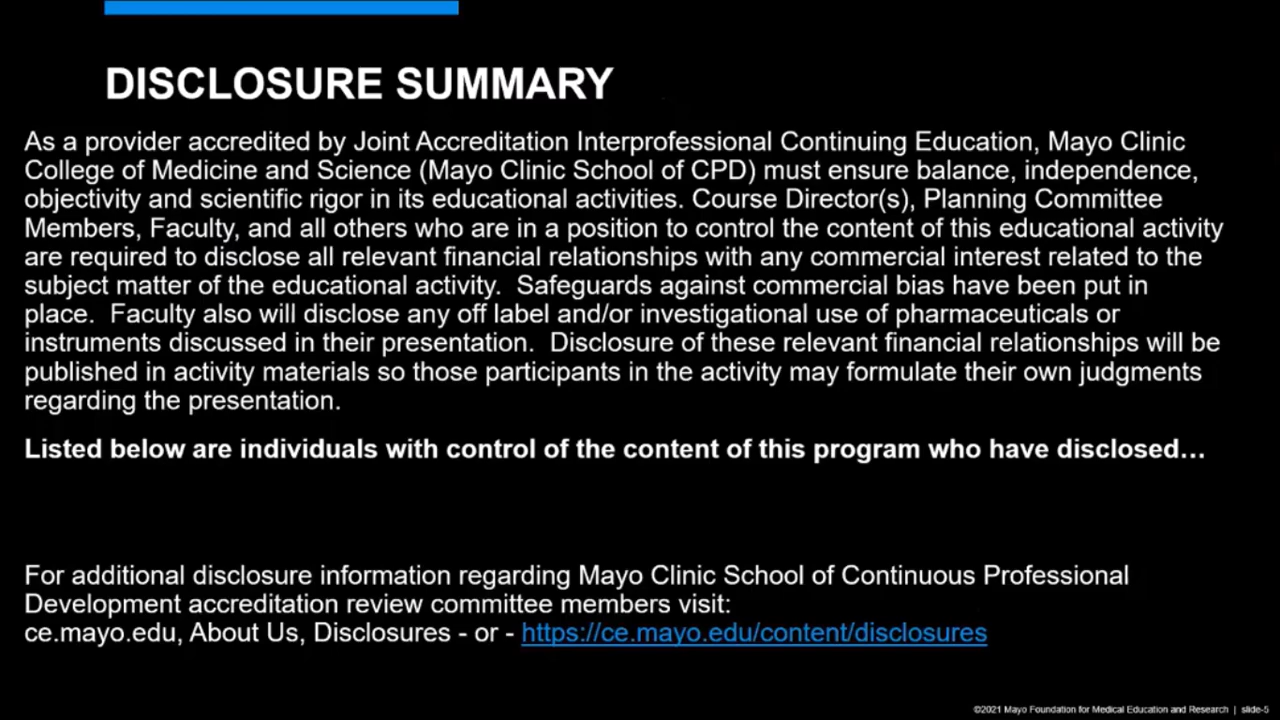 DISCLOSURE SUMMARY
As a provider accredited by Joint Accreditation Interprofessional Continuing Education, Mayo Clinic
College of Medicine and Science (Mayo Clinic School of CPD) must ensure balance, independence,
objectivity and scientific rigor in its educational activities. Course Director(s), Planning Committee
Members, Faculty, and all others who are in a position to control the content of this educational activity
are required to disclose all relevant financial relationships with any commercial interest related to the
subject matter of the educational activity.  Safeguards against commercial bias have been put in
place.  Faculty also will disclose any off label and/or investigational use of pharmaceuticals or
instruments discussed in their presentation.  Disclosure of these relevant financial relationships will be
published in activity materials so those participants in the activity may formulate their own judgments
regarding the presentation.
Listed below are individuals with control of the content of this program who have disclosed…
For additional disclosure information regarding Mayo Clinic School of Continuous Professional
Development accreditation review committee members visit:
ce.mayo.edu, About Us, Disclosures - or - https://ce.mayo.edu/content/disclosures
©2021 Mayo Foundation for Medical Education and Research | slide-5